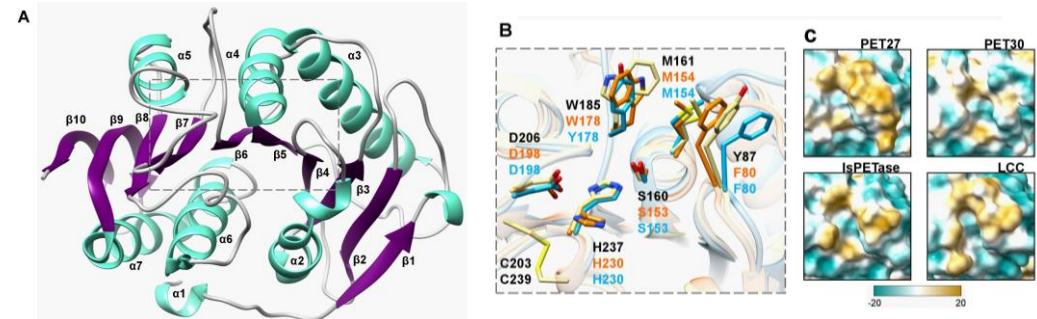 A
α5
α4
α3
β10
β9
β8
β7
β6
β5
β4
β3
α7
α6
α2
β2
β1
α1
B
M161
M154
M154
W185
W178
Y178
D206
D198
D198
Y87
F80
F80
S160
S153
S153
H237
H230
H230
C203
C239
C
PET27
PET30
IsPETase
LCC
-20
20